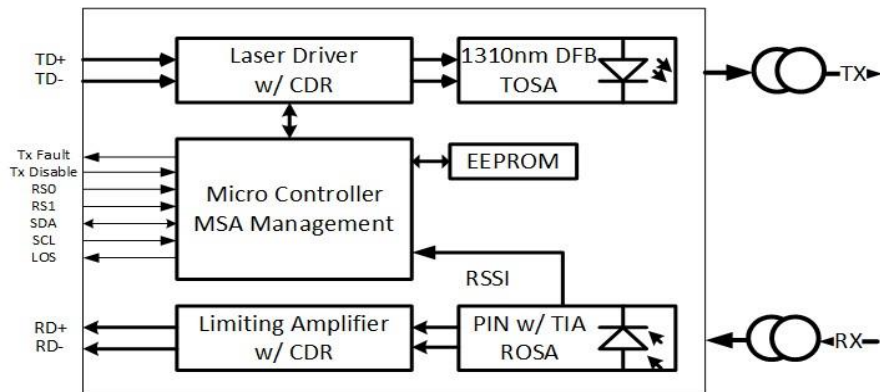 TD+
TD-
Laser Driver
w/ CDR
1310nm DFB
TOSA
TX
Tx Fault
Tx Disable
RS0
RS1
SDA
SCL
LOS
Micro Controller
MSA Management
EEPROM
RSSI
RD+
RD-
Limiting Amplifier
w/ CDR
PIN w/ TIA
ROSA
RX